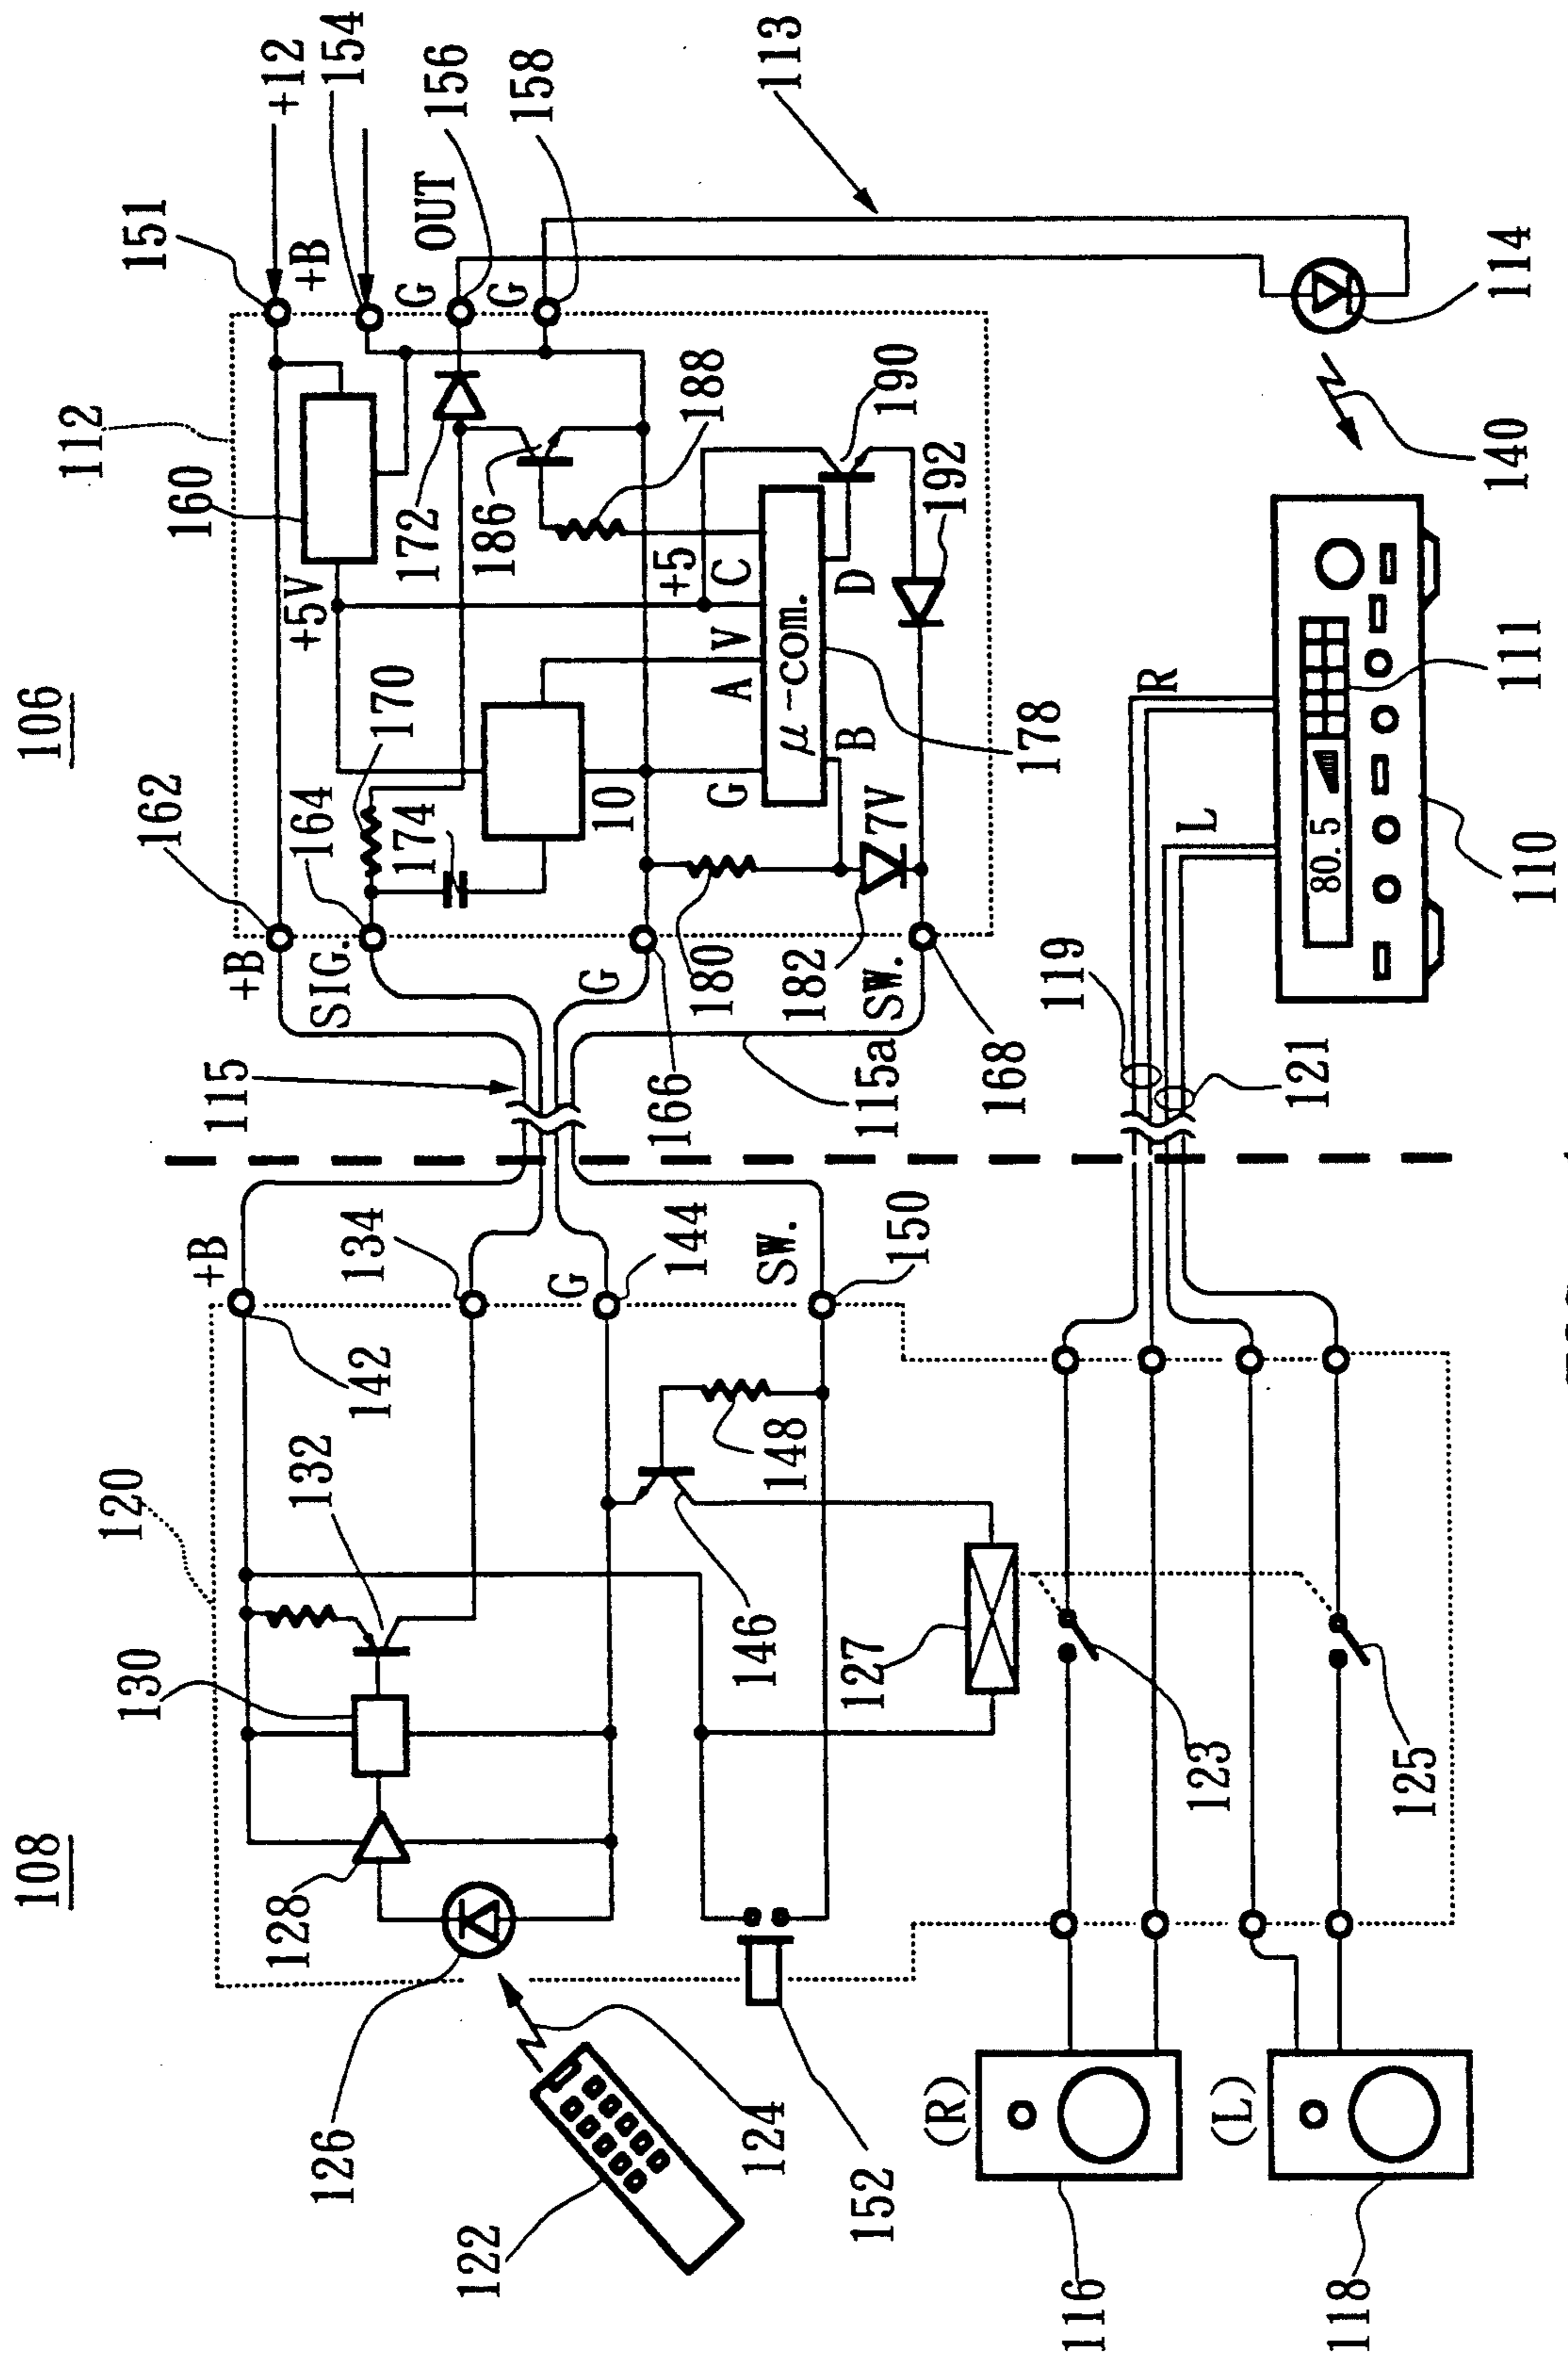 108
106
120
112
+B
142
132
130
128
126
122
124
134
G
144
SW.
150
148
146
127
152
123
125
(R)
(L)
116
118
115
115a
+B
162
SIG.
164
G
166
SW.
168
170
174
10
180
182
7V
160
+5V
172
186
188
+5
G
A
V
C
B
D
μ-com.
178
190
192
151
+12
+B
154
G
OUT
156
G
158
113
114
140
119
121
R
L
80.5
111
110